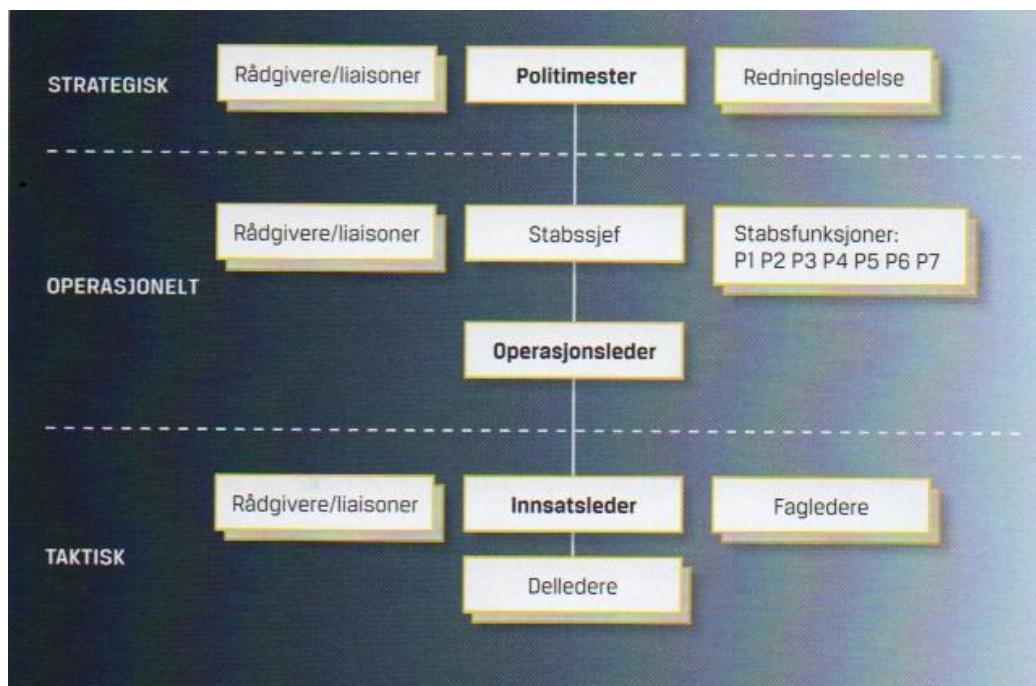 STRATEGISK
Rådgivere/liaisoner
Politimester
Redningsledelse
OPERASJONELT
Rådgivere/liaisoner
Stabssjef
Stabsfunksjoner:
P1 P2 P3 P4 P5 P6 P7
Operasjonsleder
TAKTISK
Rådgivere/liaisoner
Innsatsleder
Fagledere
Delledere